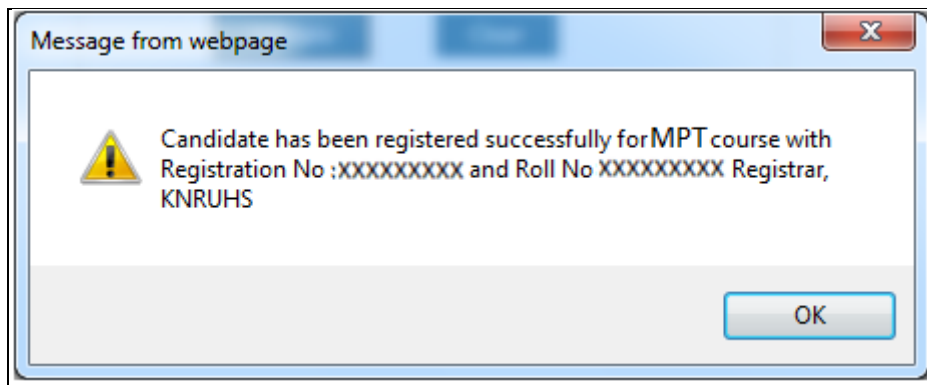 Message from webpage
Candidate has been registered successfully for MPT course with
Registration No :XXXXXXXXX and Roll No XXXXXXXXX Registrar,
KNRUHS
OK